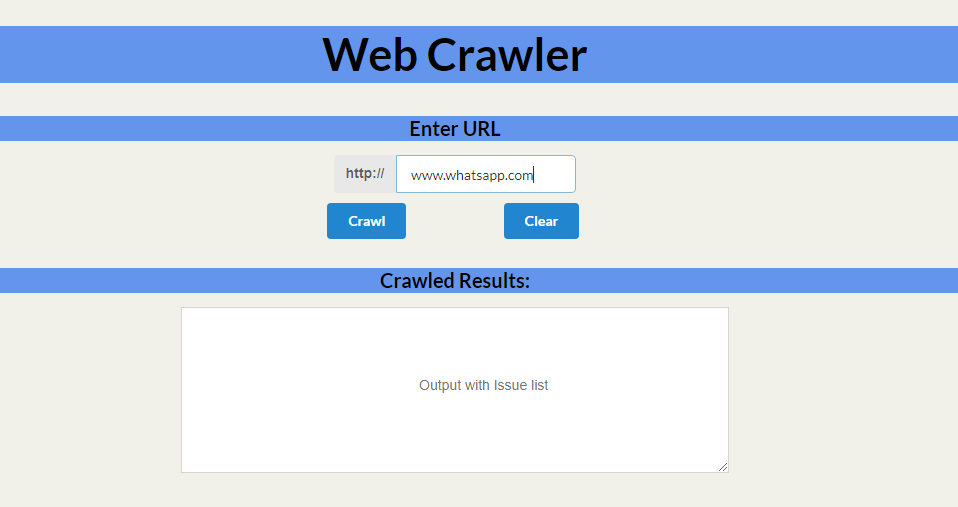 Web Crawler
Enter URL
http:// www.whatsapp.com
Crawl Clear
Crawled Results:
Output with Issue list